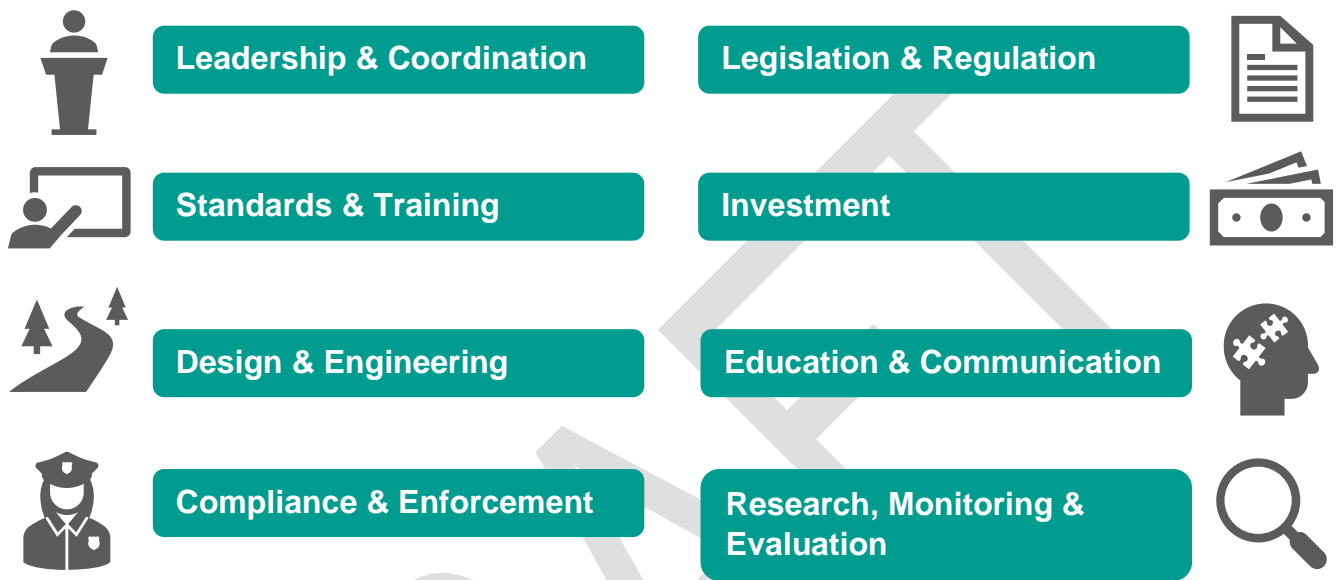 Leadership & Coordination
Legislation & Regulation
Standards & Training
Investment
Design & Engineering
Education & Communication
Compliance & Enforcement
Research, Monitoring &
Evaluation